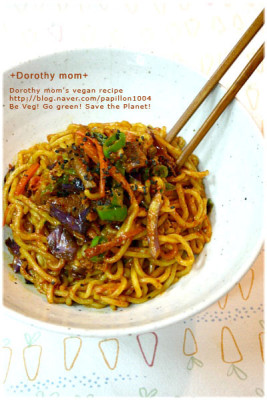 +Dorothy mom+
Dorothy mom's vegan recipe
http://blog.naver.com/papillon1004
Be Veg! Go green! Save the Planet!